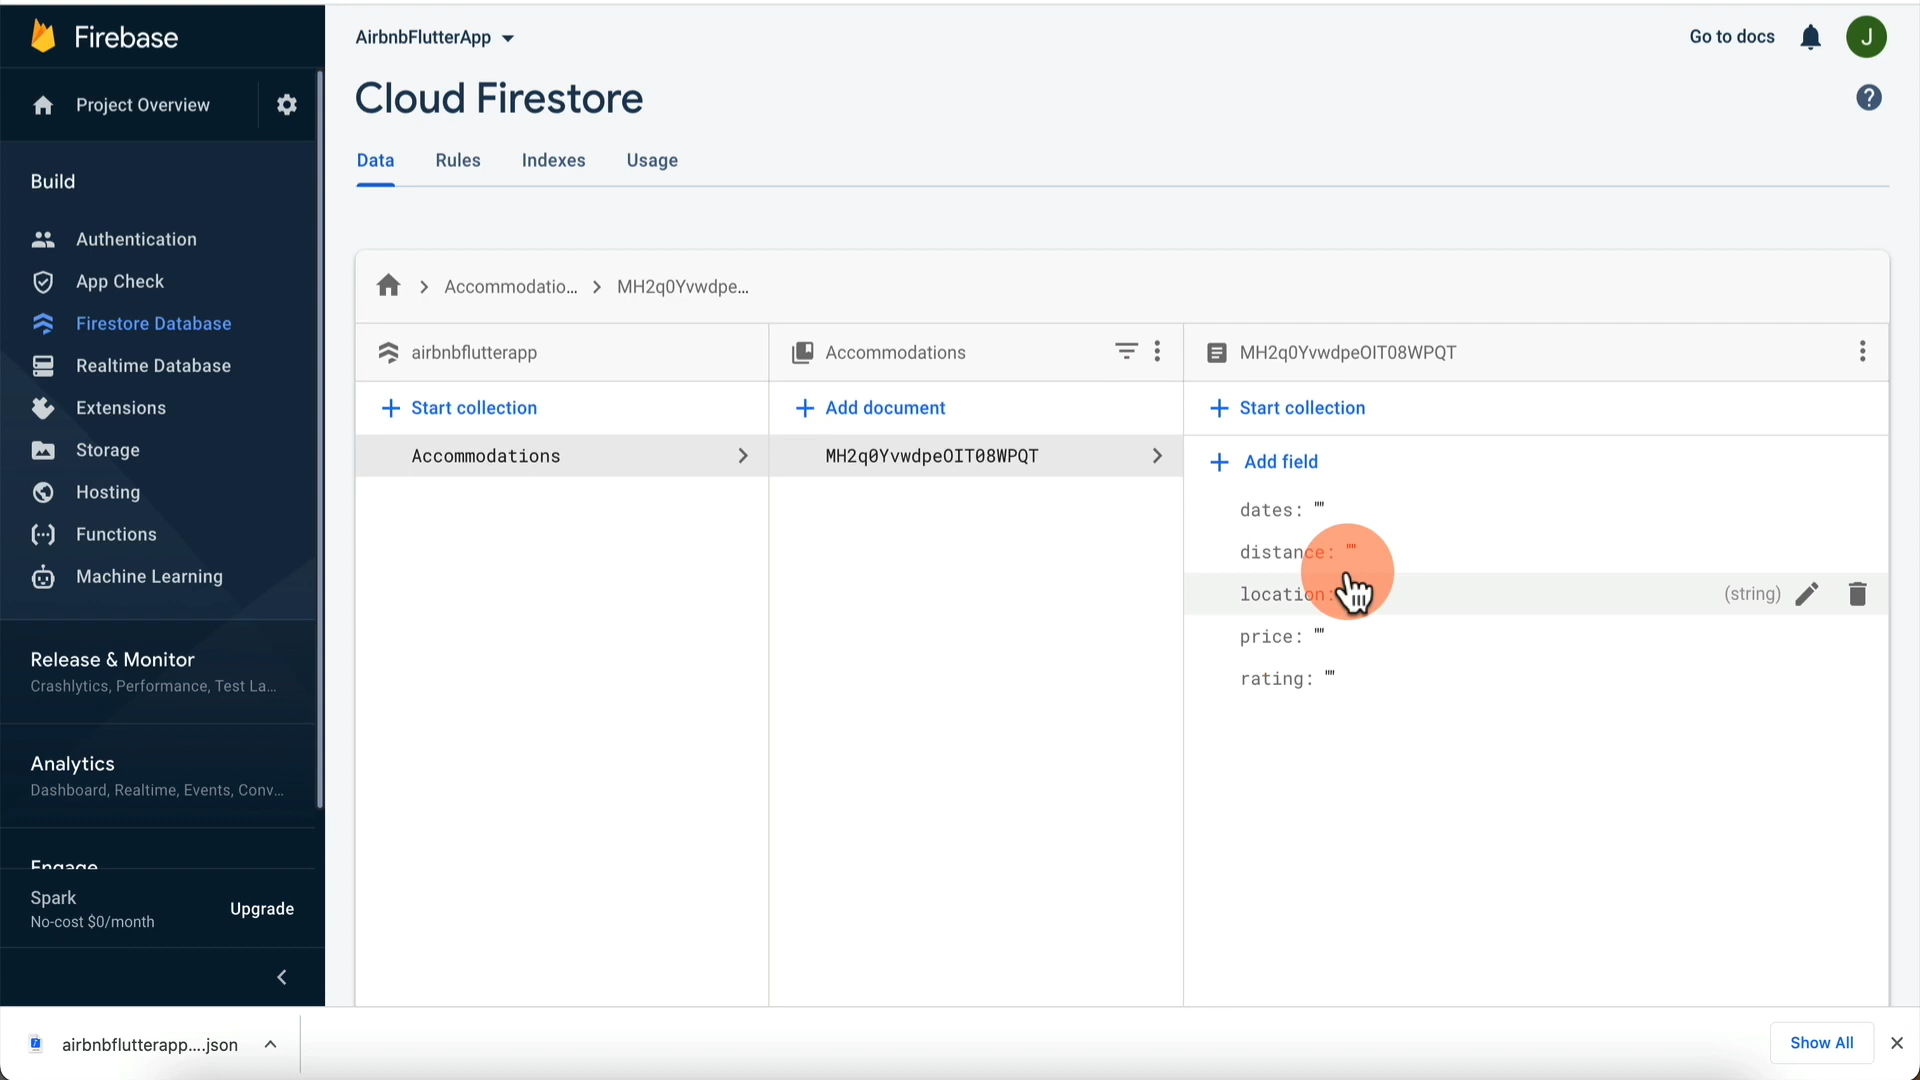 Firebase
AirbnbFlutterApp
Go to docs
J
Project Overview
Cloud Firestore
?
Data Rules Indexes Usage
Build
Authentication
App Check
Firestore Database
Realtime Database
Extensions
Storage
Hosting
Functions
Machine Learning
Release & Monitor
Crashlytics, Performance, Test La...
Analytics
Dashboard, Realtime, Events, Conv...
Engage
Spark
No-cost $0/month
Upgrade
Accommodatio... > MH2q0Yvwdpe...
airbnbflutterapp
+ Start collection
Accommodations
Accommodations
+ Add document
MH2q0YvwdpeOIT08WPQT
MH2q0YvwdpeOIT08WPQT
+ Start collection
+ Add field
dates: ""
distance: ""
location:
(string)
price: ""
rating: ""
airbnbflutterapp....json
Show All